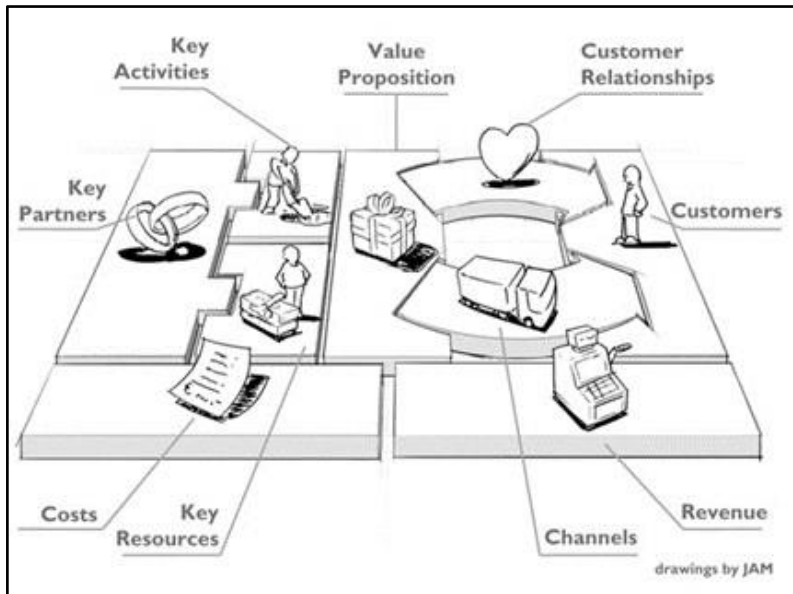 Key
Activities
Value
Proposition
Customer
Relationships
Key
Partners
Customers
Costs
Key
Resources
Channels
Revenue
drawings by JAM